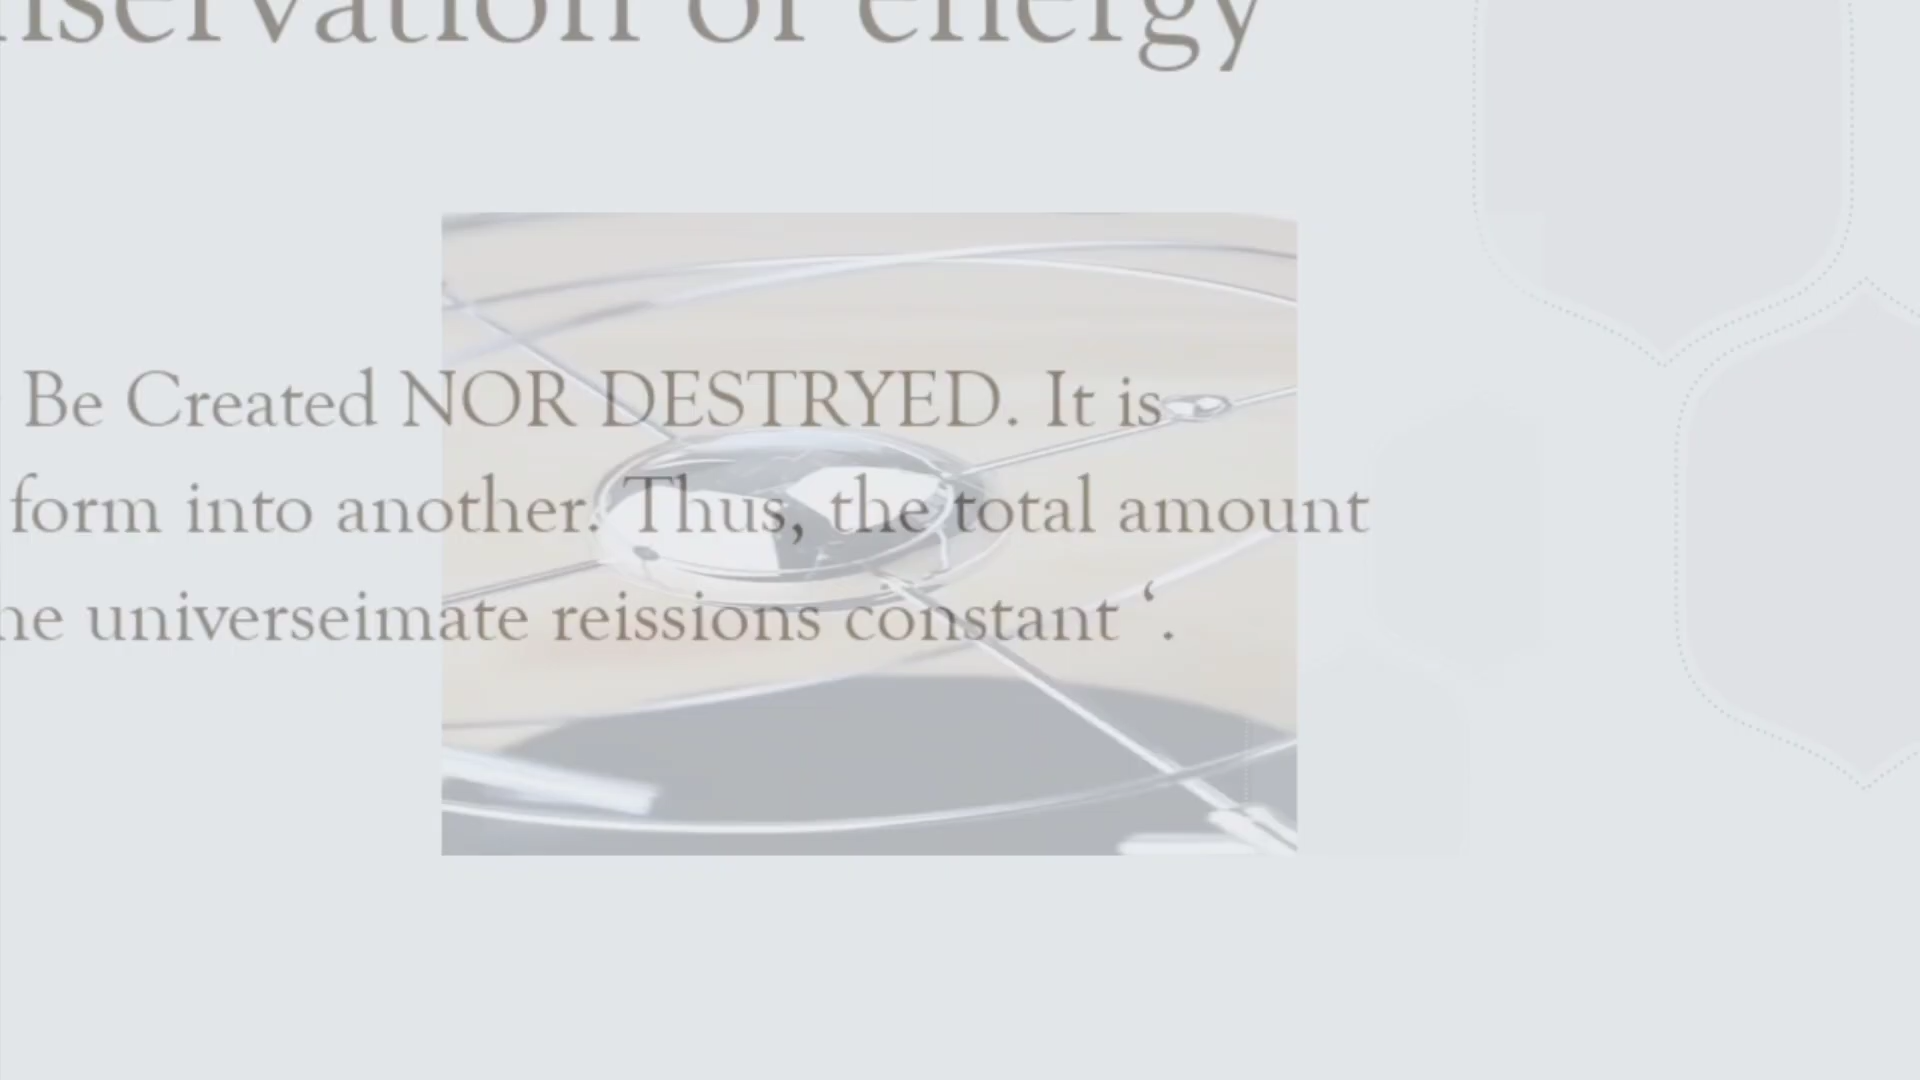 nservation of energy
Be Created NOR DESTRYED. It is
form into another. Thus, the total amount
ne universeimate reissions constant ‘.